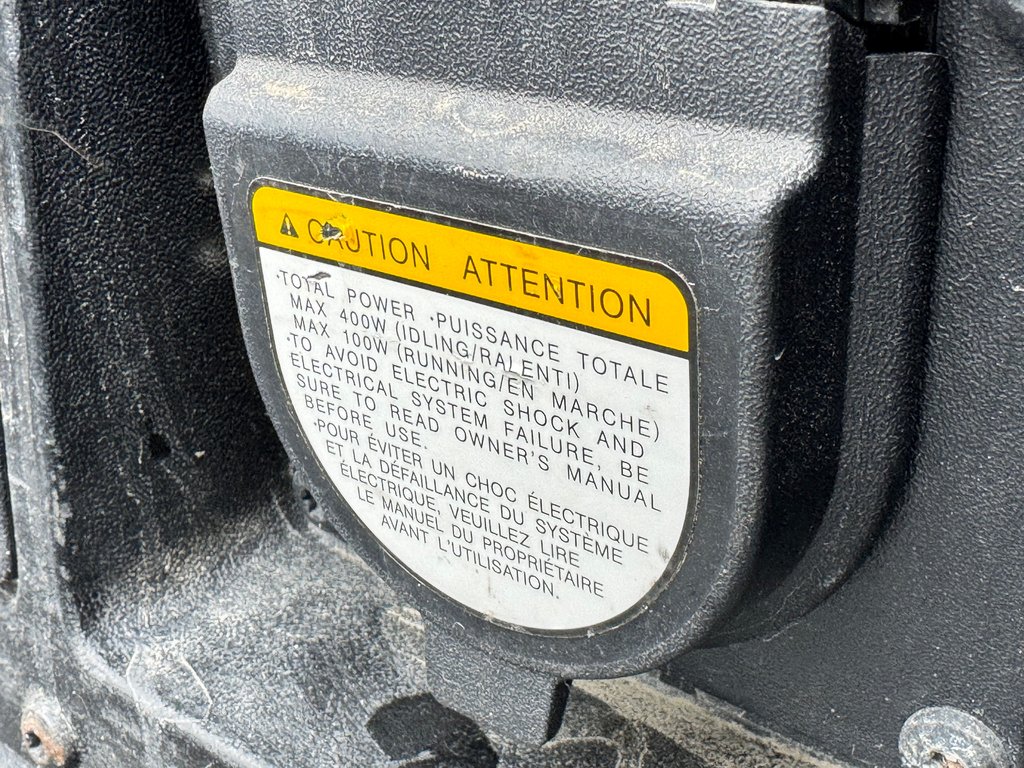 CAUTION ATTENTION
·TOTAL POWER ·PUISSANCE TOTALE
MAX 400W (IDLING/RALENTI)
MAX 100W (RUNNING/EN MARCHE)
·TO AVOID ELECTRIC SHOCK AND
ELECTRICAL SYSTEM FAILURE, BE
SURE TO READ OWNER'S MANUAL
BEFORE USE.
·POUR ÉVITER UN CHOC ÉLECTRIQUE
ET LA DÉFAILLANCE DU SYSTÈME
ÉLECTRIQUE, VEUILLEZ LIRE
LE MANUEL DU PROPRIÉTAIRE
AVANT L'UTILISATION.